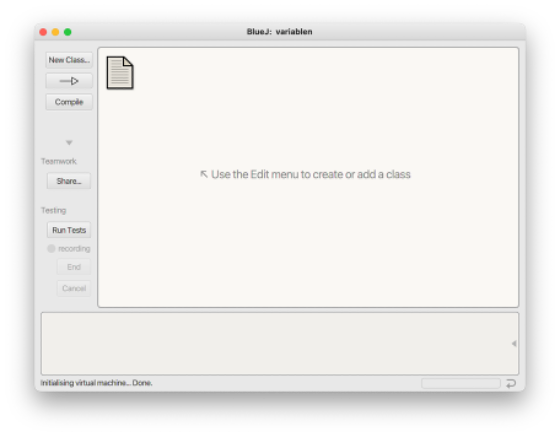 BlueJ: variablen
New Class...
Compile
Teamwork
Share...
Testing
Run Tests
recording
End
Cancel
Use the Edit menu to create or add a class
Initialising virtual machine... Done.